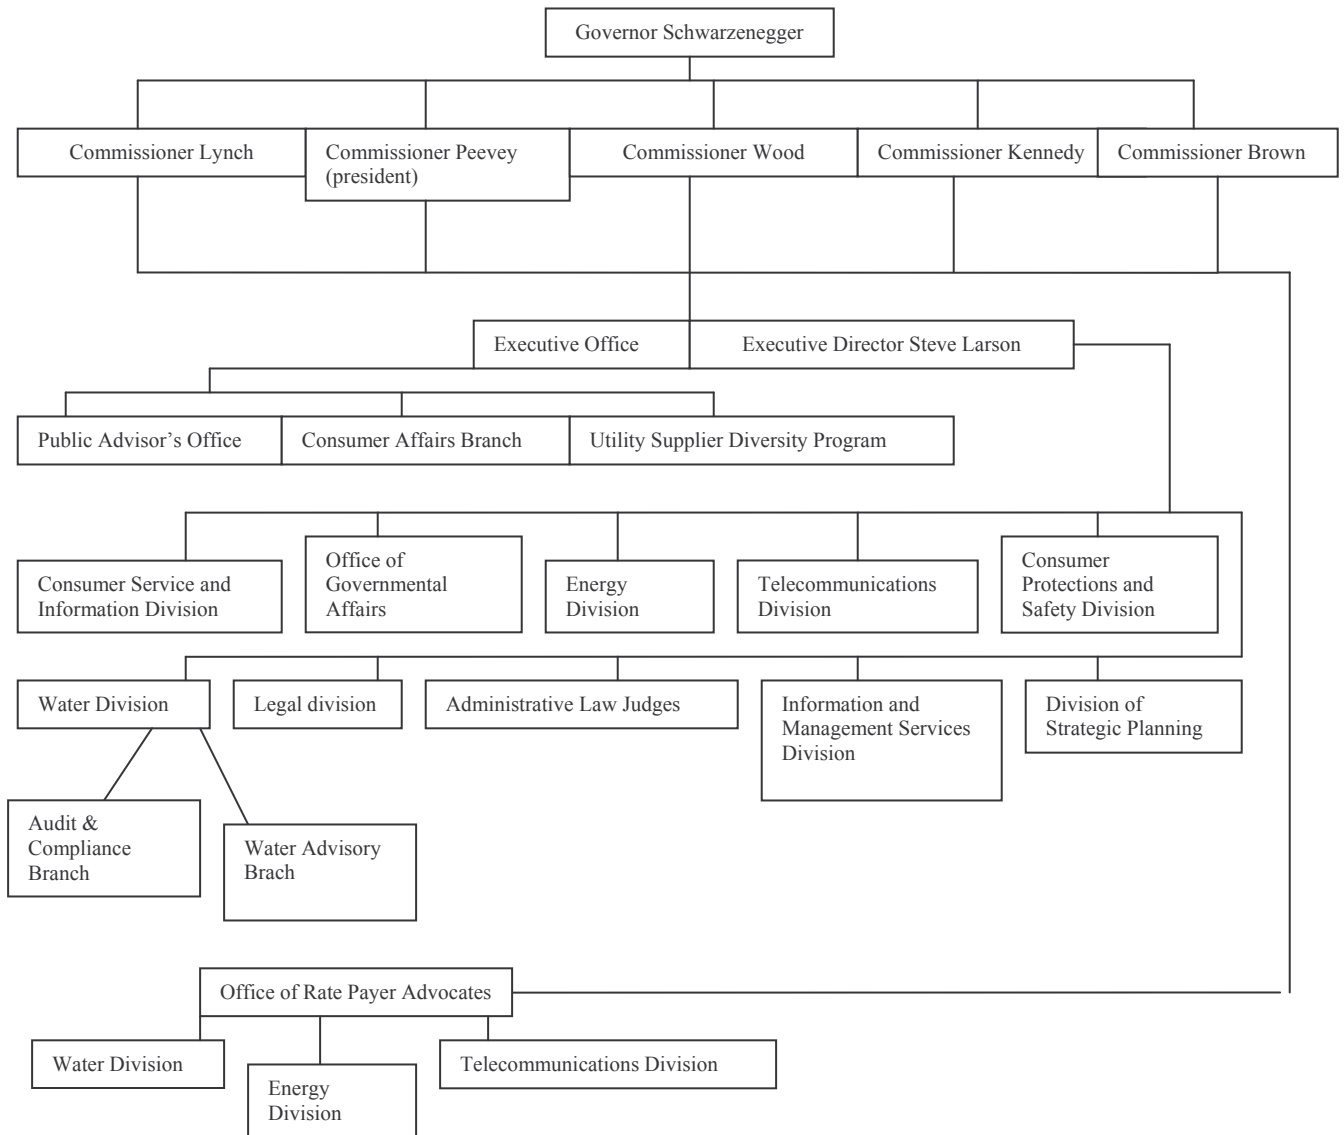 Governor Schwarzenegger
Commissioner Lynch
Commissioner Peevey
(president)
Commissioner Wood
Commissioner Kennedy
Commissioner Brown
Executive Office
Executive Director Steve Larson
Public Advisor’s Office
Consumer Affairs Branch
Utility Supplier Diversity Program
Consumer Service and
Information Division
Office of
Governmental
Affairs
Energy
Division
Telecommunications
Division
Consumer
Protections and
Safety Division
Water Division
Legal division
Administrative Law Judges
Information and
Management Services
Division
Division of
Strategic Planning
Audit &
Compliance
Branch
Water Advisory
Brach
Office of Rate Payer Advocates
Water Division
Energy
Division
Telecommunications Division